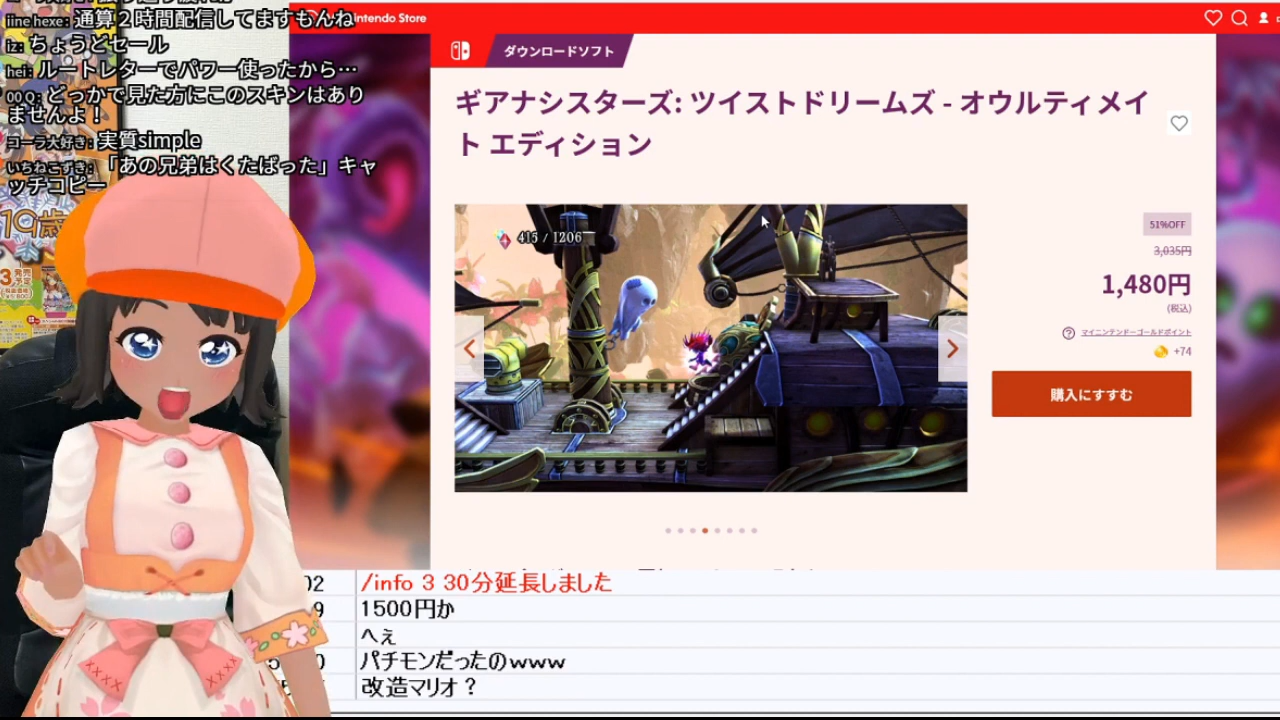 iine hexe: 通算２時間配信してますもんね
iz: ちょうどセール
hei: ルートレターでパワー使ったから…
00 Q: どっかで見た方にこのスキンはあり
ませんよ！
コーラ大好き: 実質simple
いちねこずき: 「あの兄弟はくたばった」キャ
ッチコピー
19歳
intendo Store
ダウンロードソフト
ギアナシスターズ: ツイストドリームズ - オウルティメイ
ト エディション
415 / 1206
51%OFF
3,035円
1,480円
(税込)
マイニンテンドーゴールドポイント
+74
購入にすすむ
02 /info 3 30分延長しました
9 1500円か
へぇ
0 パチモンだったのｗｗｗ
改造マリオ？